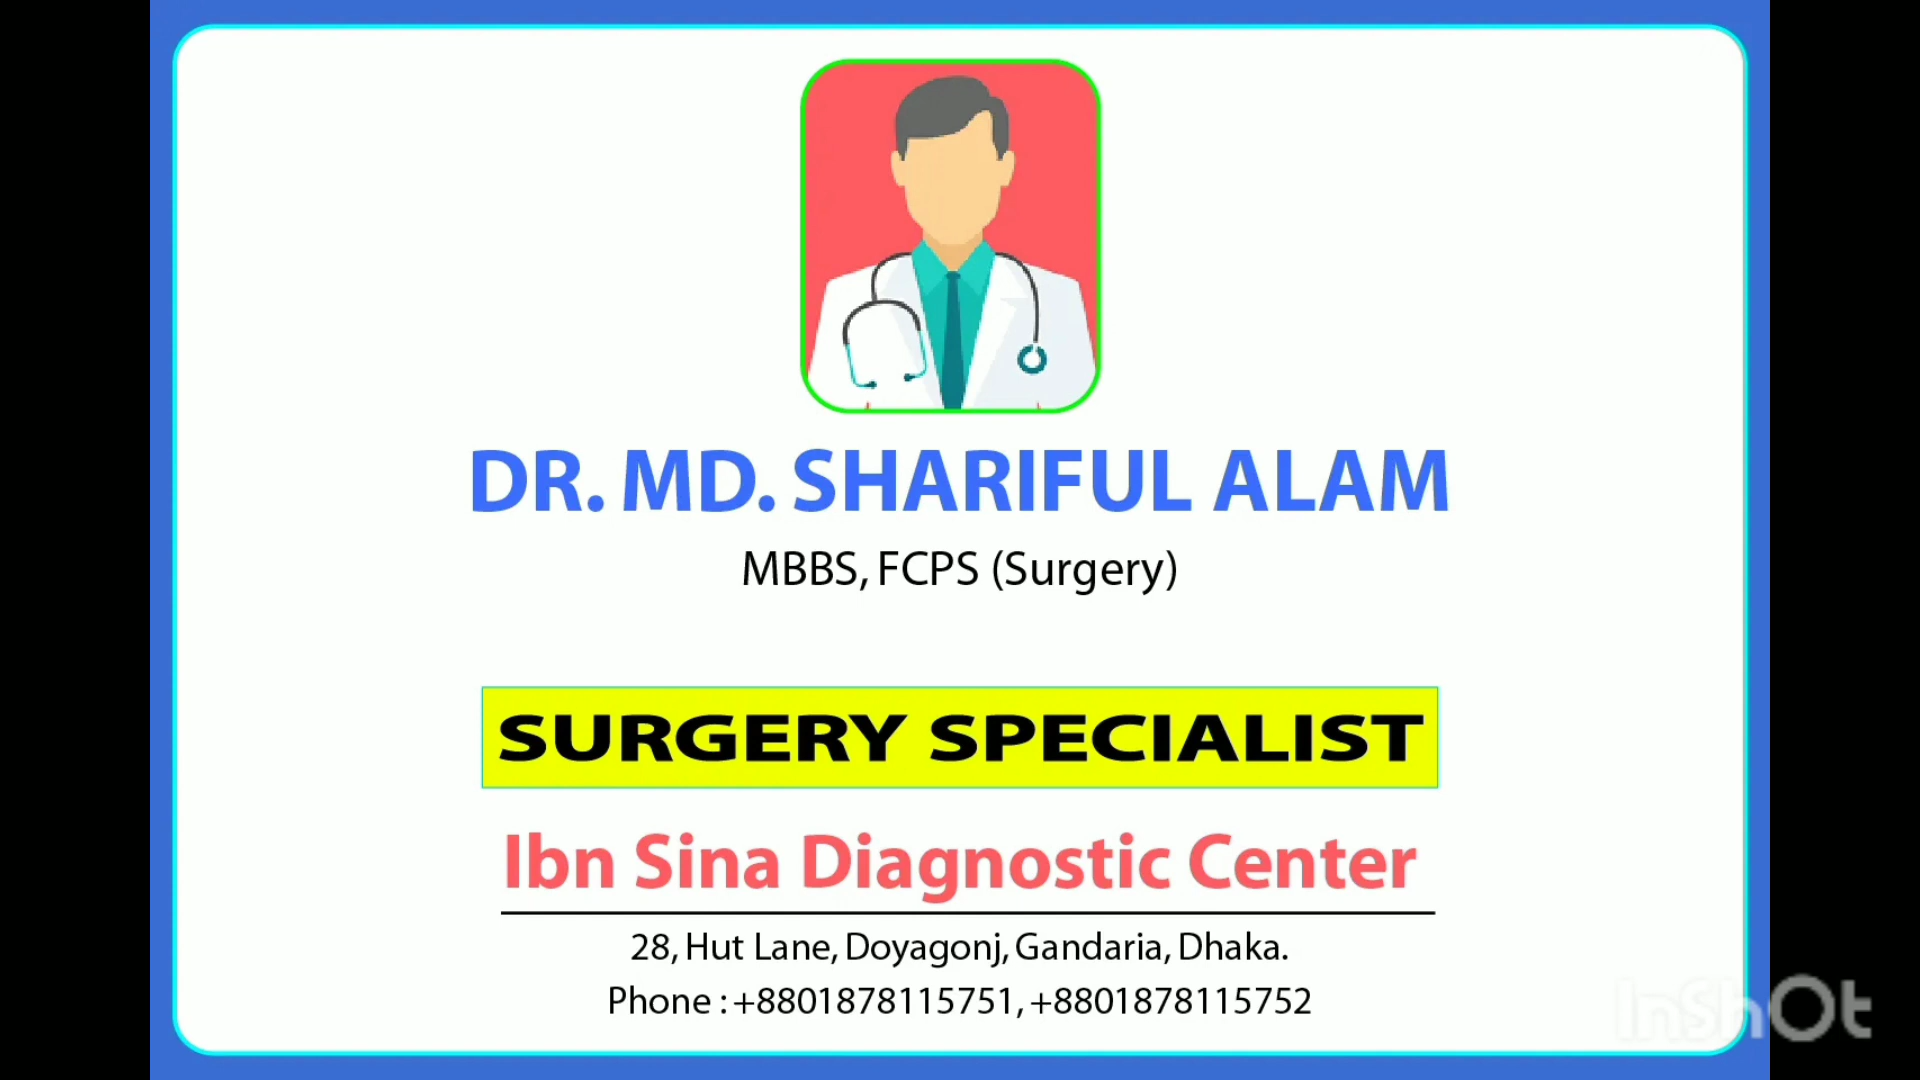 DR. MD. SHARIFUL ALAM
MBBS, FCPS (Surgery)
SURGERY SPECIALIST
Ibn Sina Diagnostic Center
28, Hut Lane, Doyagonj, Gandaria, Dhaka.
Phone : +8801878115751, +8801878115752
InShOt